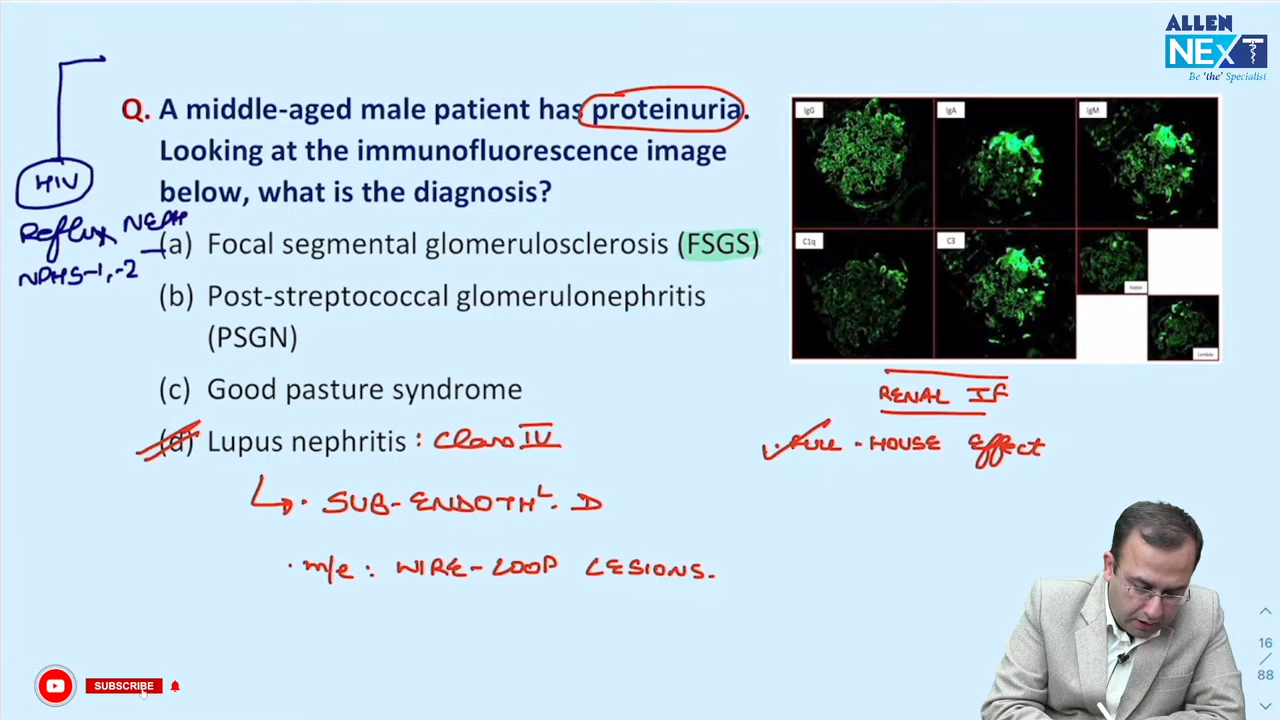 ALLEN
NEXT
Be 'the' Specialist
Q. A middle-aged male patient has proteinuria.
Looking at the immunofluorescence image
below, what is the diagnosis?
(a) Focal segmental glomerulosclerosis (FSGS)
(b) Post-streptococcal glomerulonephritis
(PSGN)
(c) Good pasture syndrome
(d) Lupus nephritis : Class IV
↳ • SUB-ENDOTHL. D
• m/e : WIRE-LOOP LESIONS.
HIV
Reflux NEPH
NPHS-1,-2
IgG
IgA
IgM
C1q
C3
Kappa
Lambda
RENAL IF
✓ • FULL-HOUSE Effect
SUBSCRIBE
16
/
88